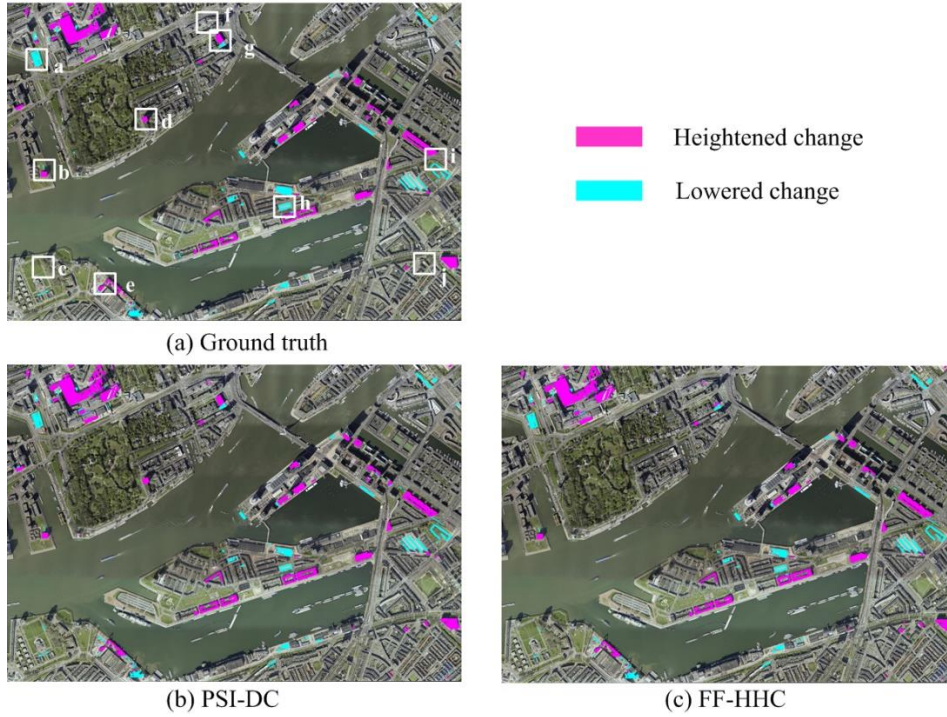 f
g
a
d
i
b
h
c
j
e
Heightened change
Lowered change
(a) Ground truth
(b) PSI-DC
(c) FF-HHC